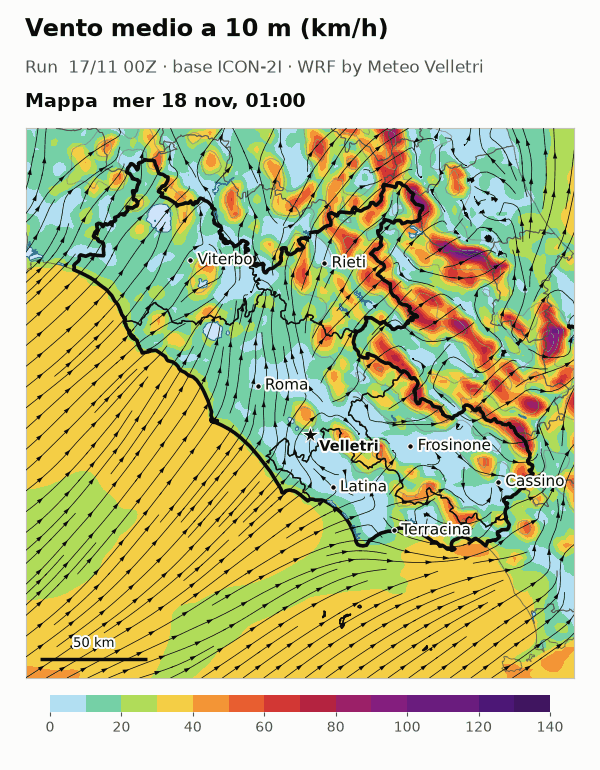 Vento medio a 10 m (km/h)
Run 17/11 00Z · base ICON-2I · WRF by Meteo Velletri
Mappa mer 18 nov, 01:00
Viterbo
Rieti
Roma
Velletri
Frosinone
Latina
Cassino
Terracina
50 km
0 20 40 60 80 100 120 140